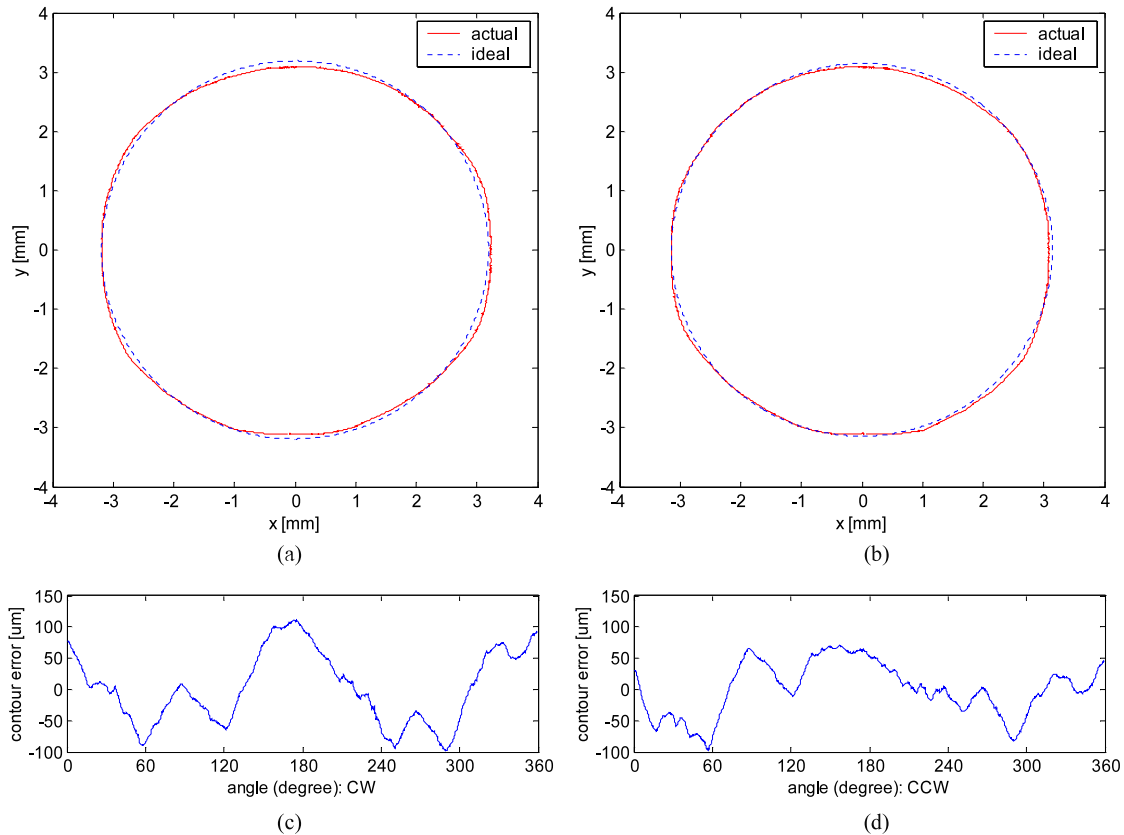 4
3
2
1
0
-1
-2
-3
-4
y [mm]
-4 -3 -2 -1 0 1 2 3 4
x [mm]
actual
ideal
(a)
4
3
2
1
0
-1
-2
-3
-4
y [mm]
-4 -3 -2 -1 0 1 2 3 4
x [mm]
actual
ideal
(b)
150
100
50
0
-50
-100
contour error [um]
0 60 120 180 240 300 360
angle (degree): CW
(c)
150
100
50
0
-50
-100
contour error [um]
0 60 120 180 240 300 360
angle (degree): CCW
(d)